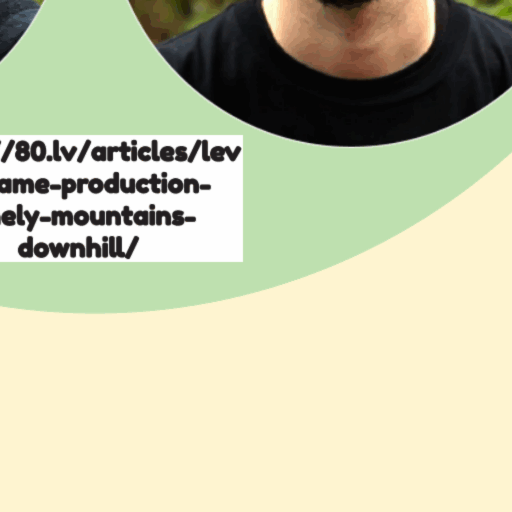 /80.lv/articles/lev
ame-production-
ely-mountains-
downhill/